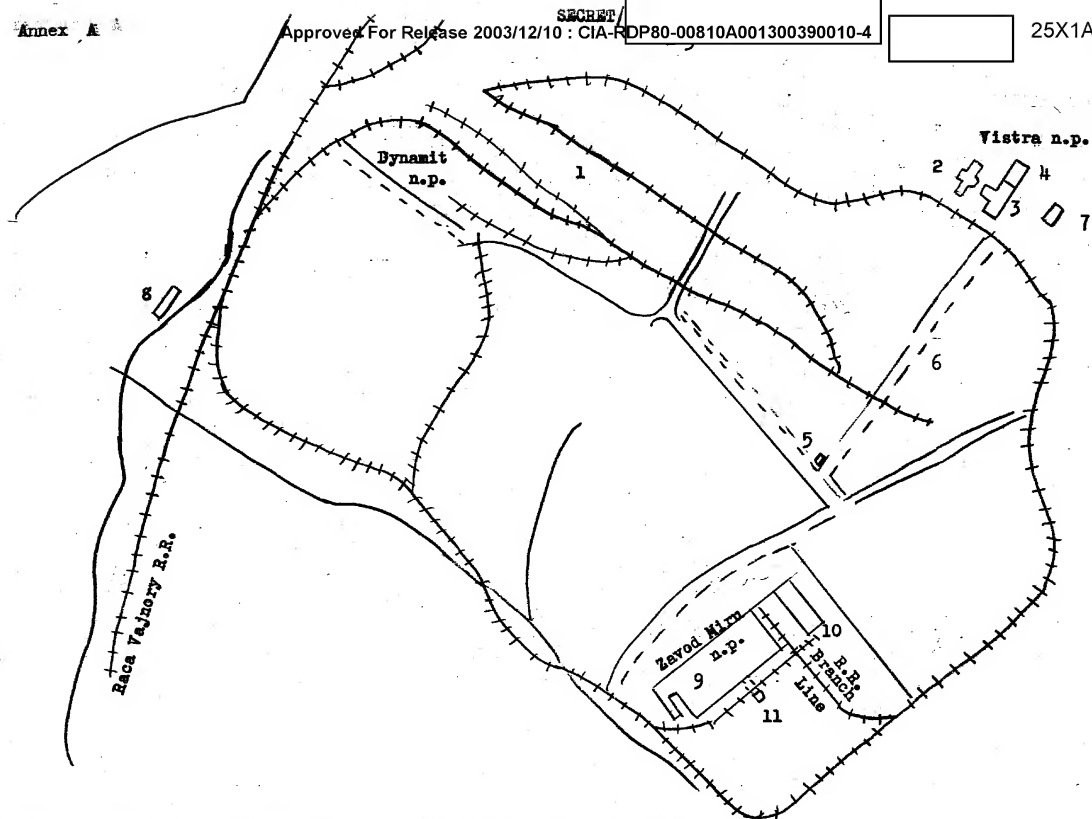 SECRET/
Annex A
Approved For Release 2003/12/10 : CIA-RDP80-00810A001300390010-4
25X1A
Vistra n.p.
Dynamit
n.p.
1
2
4
3
7
8
6
5
Raca Vajnory R.R.
Zavod Miru
n.p.
9
10
R.R.
Branch
Line
11